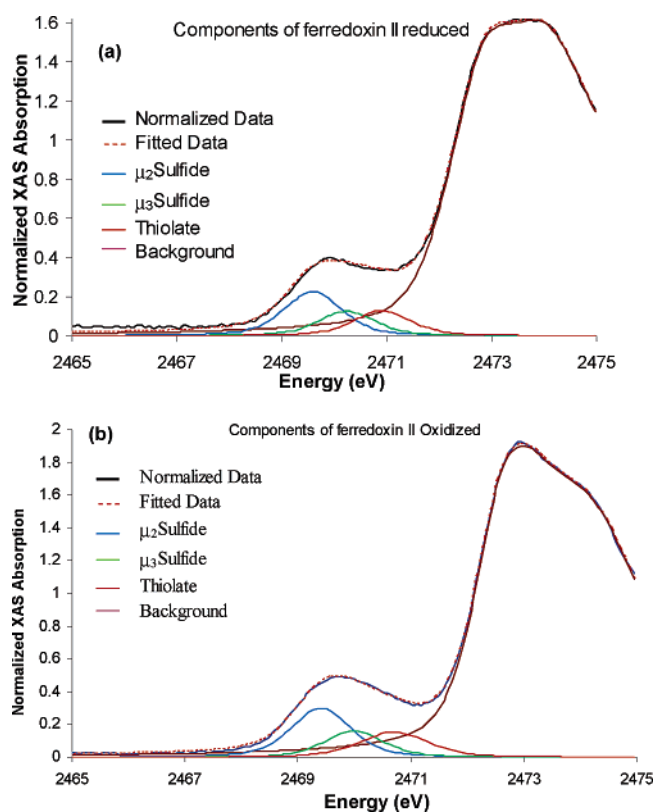 Components of ferredoxin II reduced
(a)
Normalized Data
Fitted Data
μ2Sulfide
μ3Sulfide
Thiolate
Background
Normalized XAS Absorption
1.6
1.4
1.2
1
0.8
0.6
0.4
0.2
0
2465 2467 2469 2471 2473 2475
Energy (eV)
(b)
Components of ferredoxin II Oxidized
Normalized Data
Fitted Data
μ2Sulfide
μ3Sulfide
Thiolate
Background
Normalized XAS Absorption
2
1.8
1.6
1.4
1.2
1
0.8
0.6
0.4
0.2
0
2465 2467 2469 2471 2473 2475
Energy (eV)